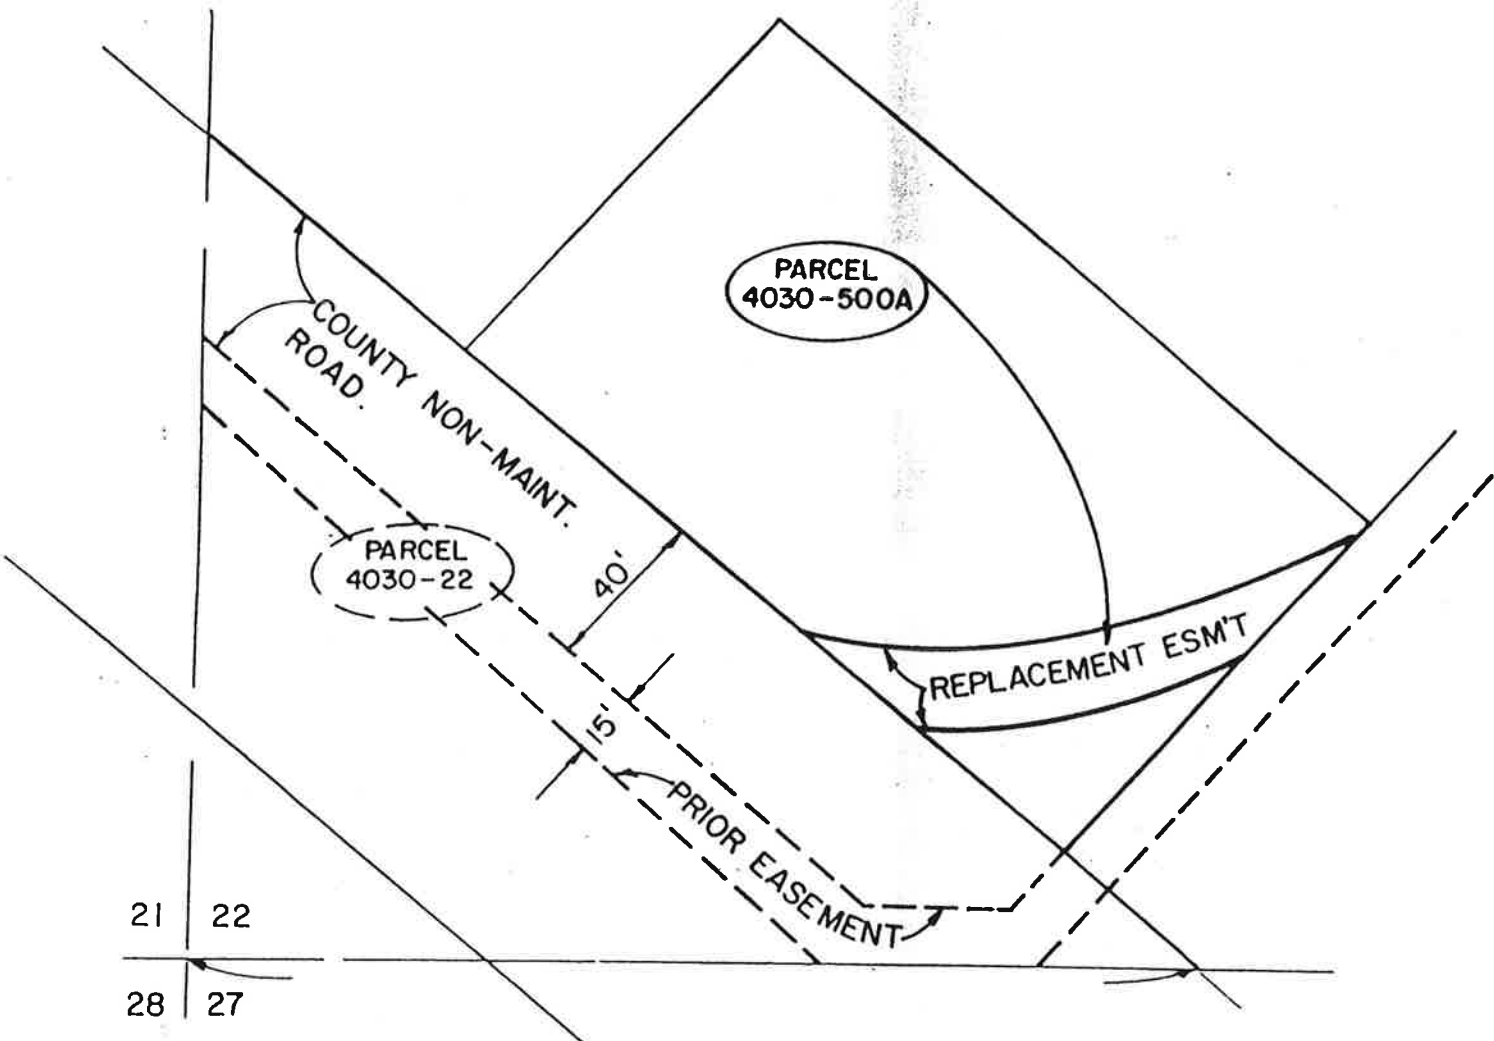 PARCEL
4030-500A
COUNTY NON-MAINT.
ROAD.
PARCEL
4030-22
40'
15'
REPLACEMENT ESM'T
PRIOR EASEMENT
21 22
28 27